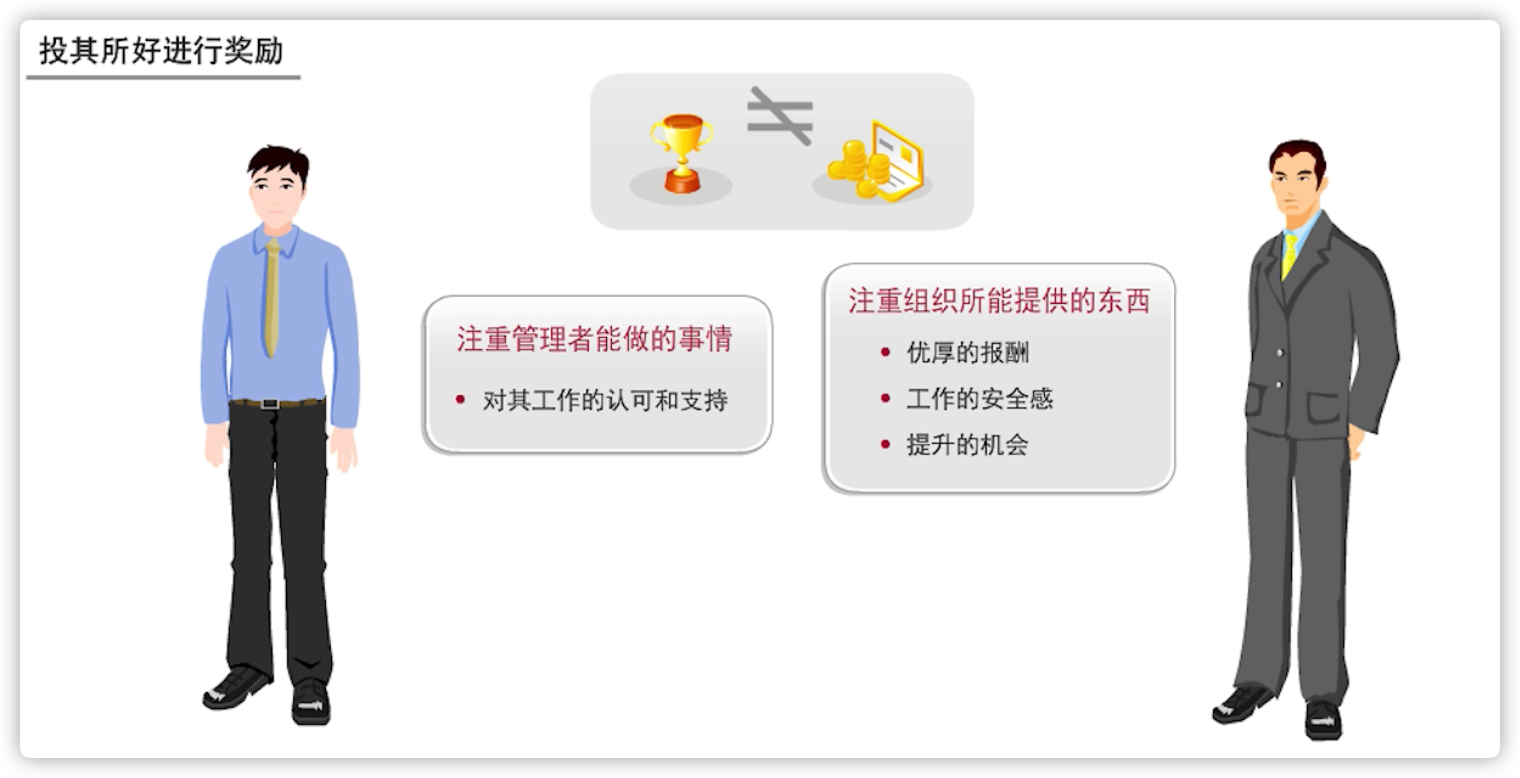 投其所好进行奖励
注重管理者能做的事情
对其工作的认可和支持
注重组织所能提供的东西
优厚的报酬
工作的安全感
提升的机会